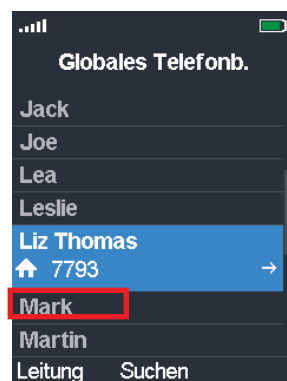 Globales Telefonb.
Jack
Joe
Lea
Leslie
Liz Thomas
7793
Mark
Martin
Leitung Suchen